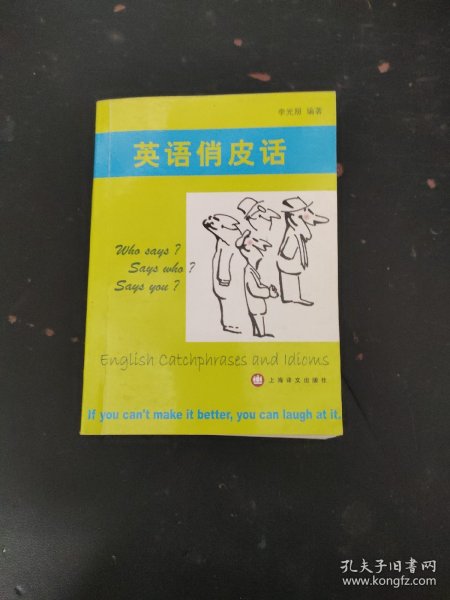 李光朋 编著
英语俏皮话
Who says ?
Says who ?
Says you ?
English Catchphrases and Idioms
上海译文出版社
If you can't make it better, you can laugh at it.
孔夫子旧书网
www.kongfz.com